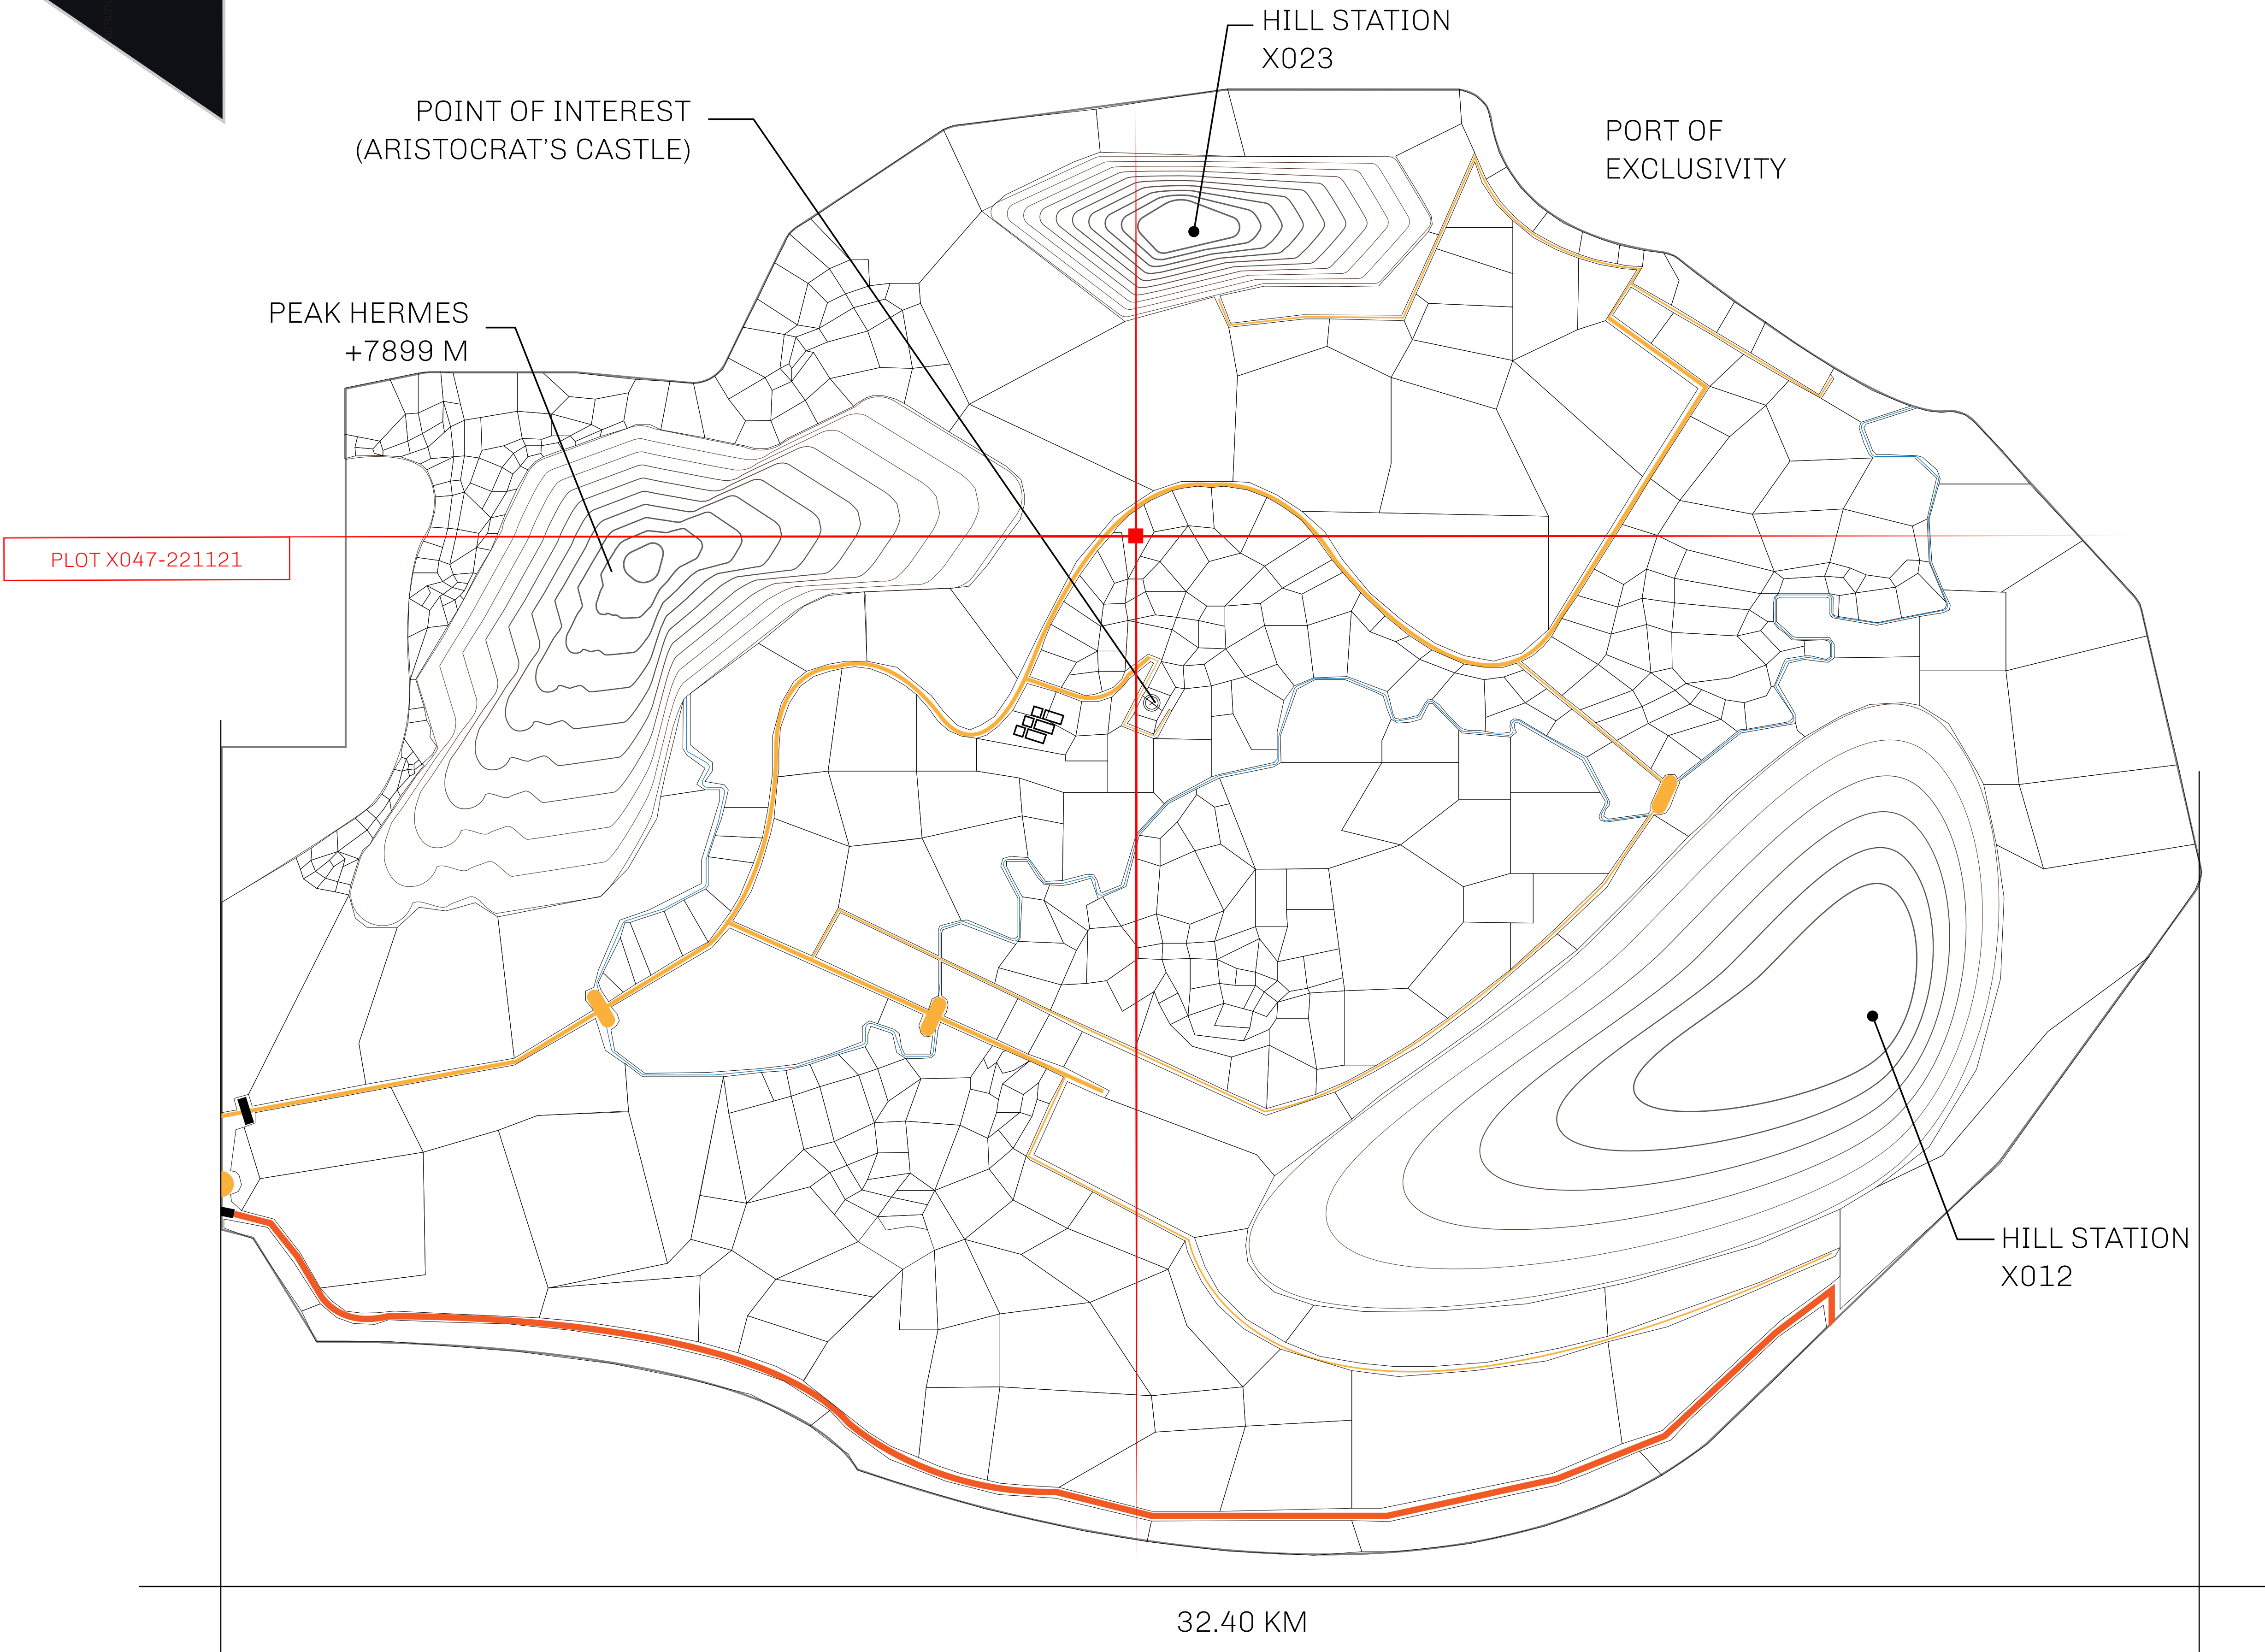 HILL STATION
X023
POINT OF INTEREST
(ARISTOCRAT'S CASTLE)
PORT OF
EXCLUSIVITY
PEAK HERMES
+7899 M
PLOT X047-221121
HILL STATION
X012
32.40 KM